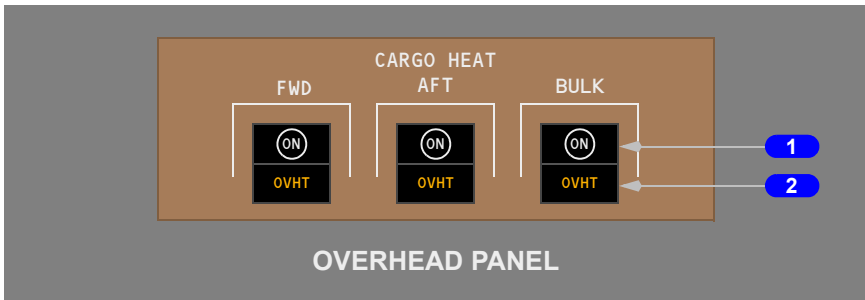 CARGO HEAT
FWD AFT BULK
ON ON ON 1
OVHT OVHT OVHT 2
OVERHEAD PANEL